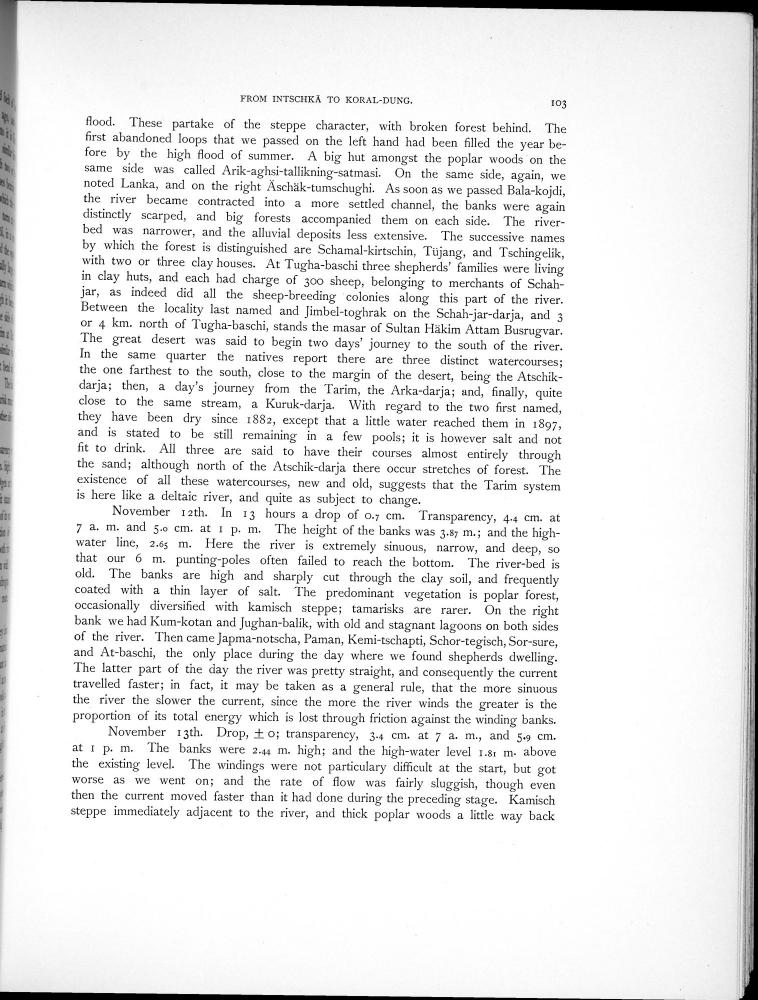 FROM INTSCHKÄ TO KORAL-DUNG. 103
flood. These partake of the steppe character, with broken forest behind. The
first abandoned loops that we passed on the left hand had been filled the year be-
fore by the high flood of summer. A big hut amongst the poplar woods on the
same side was called Arik-aghsi-tallikning-satmasi. On the same side, again, we
noted Lanka, and on the right Äschäk-tumschughi. As soon as we passed Bala-kojdi,
the river became contracted into a more settled channel, the banks were again
distinctly scarped, and big forests accompanied them on each side. The river-
bed was narrower, and the alluvial deposits less extensive. The successive names
by which the forest is distinguished are Schamal-kirtschin, Tüjang, and Tschingelik,
with two or three clay houses. At Tugha-baschi three shepherds' families were living
in clay huts, and each had charge of 300 sheep, belonging to merchants of Schah-
jar, as indeed did all the sheep-breeding colonies along this part of the river.
Between the locality last named and Jimbel-toghrak on the Schah-jar-darja, and 3
or 4 km. north of Tugha-baschi, stands the masar of Sultan Häkim Attam Busrugvar.
The great desert was said to begin two days' journey to the south of the river.
In the same quarter the natives report there are three distinct watercourses;
the one farthest to the south, close to the margin of the desert, being the Atschik-
darja; then, a day's journey from the Tarim, the Arka-darja; and, finally, quite
close to the same stream, a Kuruk-darja. With regard to the two first named,
they have been dry since 1882, except that a little water reached them in 1897,
and is stated to be still remaining in a few pools; it is however salt and not
fit to drink. All three are said to have their courses almost entirely through
the sand; although north of the Atschik-darja there occur stretches of forest. The
existence of all these watercourses, new and old, suggests that the Tarim system
is here like a deltaic river, and quite as subject to change.
November 12th. In 13 hours a drop of 0.7 cm. Transparency, 4.4 cm. at
7 a. m. and 5.0 cm. at 1 p. m. The height of the banks was 3.87 m.; and the high-
water line, 2.65 m. Here the river is extremely sinuous, narrow, and deep, so
that our 6 m. punting-poles often failed to reach the bottom. The river-bed is
old. The banks are high and sharply cut through the clay soil, and frequently
coated with a thin layer of salt. The predominant vegetation is poplar forest,
occasionally diversified with kamisch steppe; tamarisks are rarer. On the right
bank we had Kum-kotan and Jughan-balik, with old and stagnant lagoons on both sides
of the river. Then came Japma-notscha, Paman, Kemi-tschapti, Schor-tegisch, Sor-sure,
and At-baschi, the only place during the day where we found shepherds dwelling.
The latter part of the day the river was pretty straight, and consequently the current
travelled faster; in fact, it may be taken as a general rule, that the more sinuous
the river the slower the current, since the more the river winds the greater is the
proportion of its total energy which is lost through friction against the winding banks.
November 13th. Drop, ± 0; transparency, 3.4 cm. at 7 a. m., and 5.9 cm.
at 1 p. m. The banks were 2.44 m. high; and the high-water level 1.81 m. above
the existing level. The windings were not particulary difficult at the start, but got
worse as we went on; and the rate of flow was fairly sluggish, though even
then the current moved faster than it had done during the preceding stage. Kamisch
steppe immediately adjacent to the river, and thick poplar woods a little way back